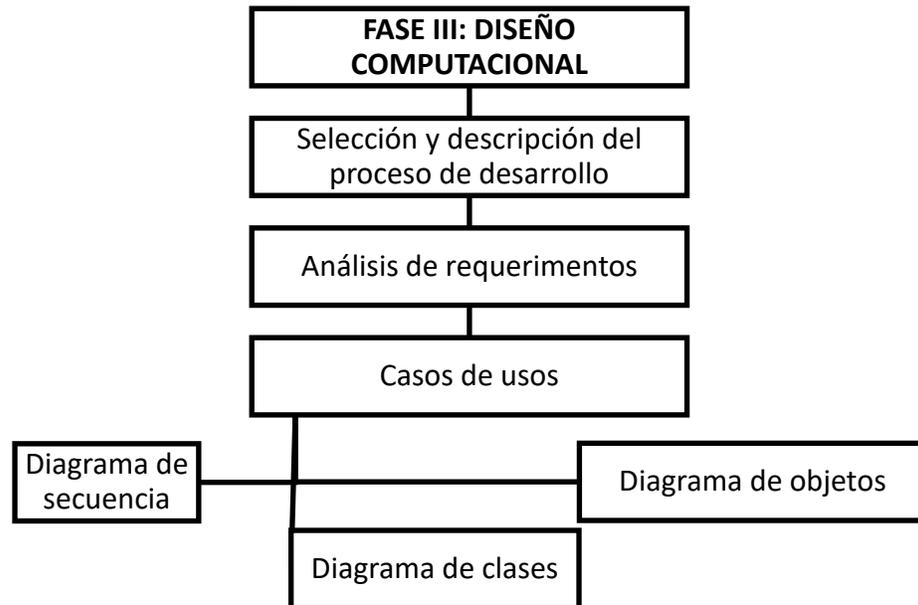 FASE III: DISEÑO
COMPUTACIONAL
Selección y descripción del
proceso de desarrollo
Análisis de requerimentos
Casos de usos
Diagrama de
secuencia
Diagrama de objetos
Diagrama de clases